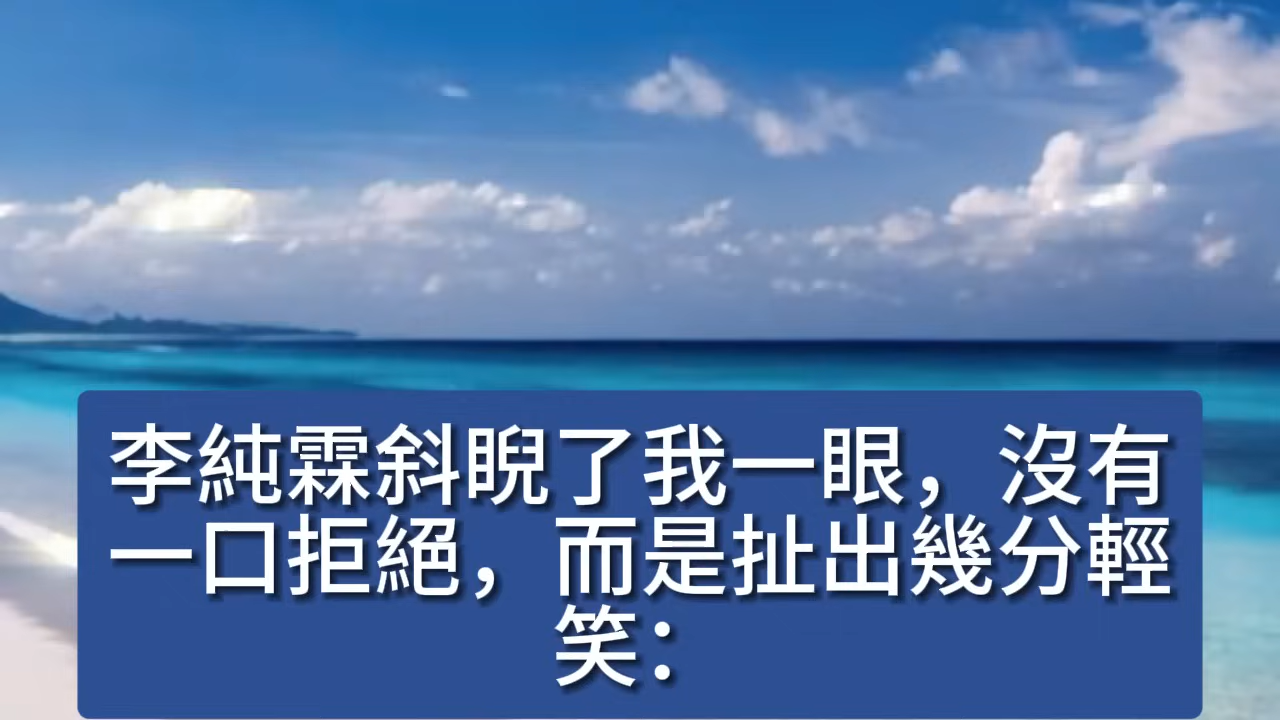 李純霖斜睨了我一眼，沒有
一口拒絕，而是扯出幾分輕
笑：